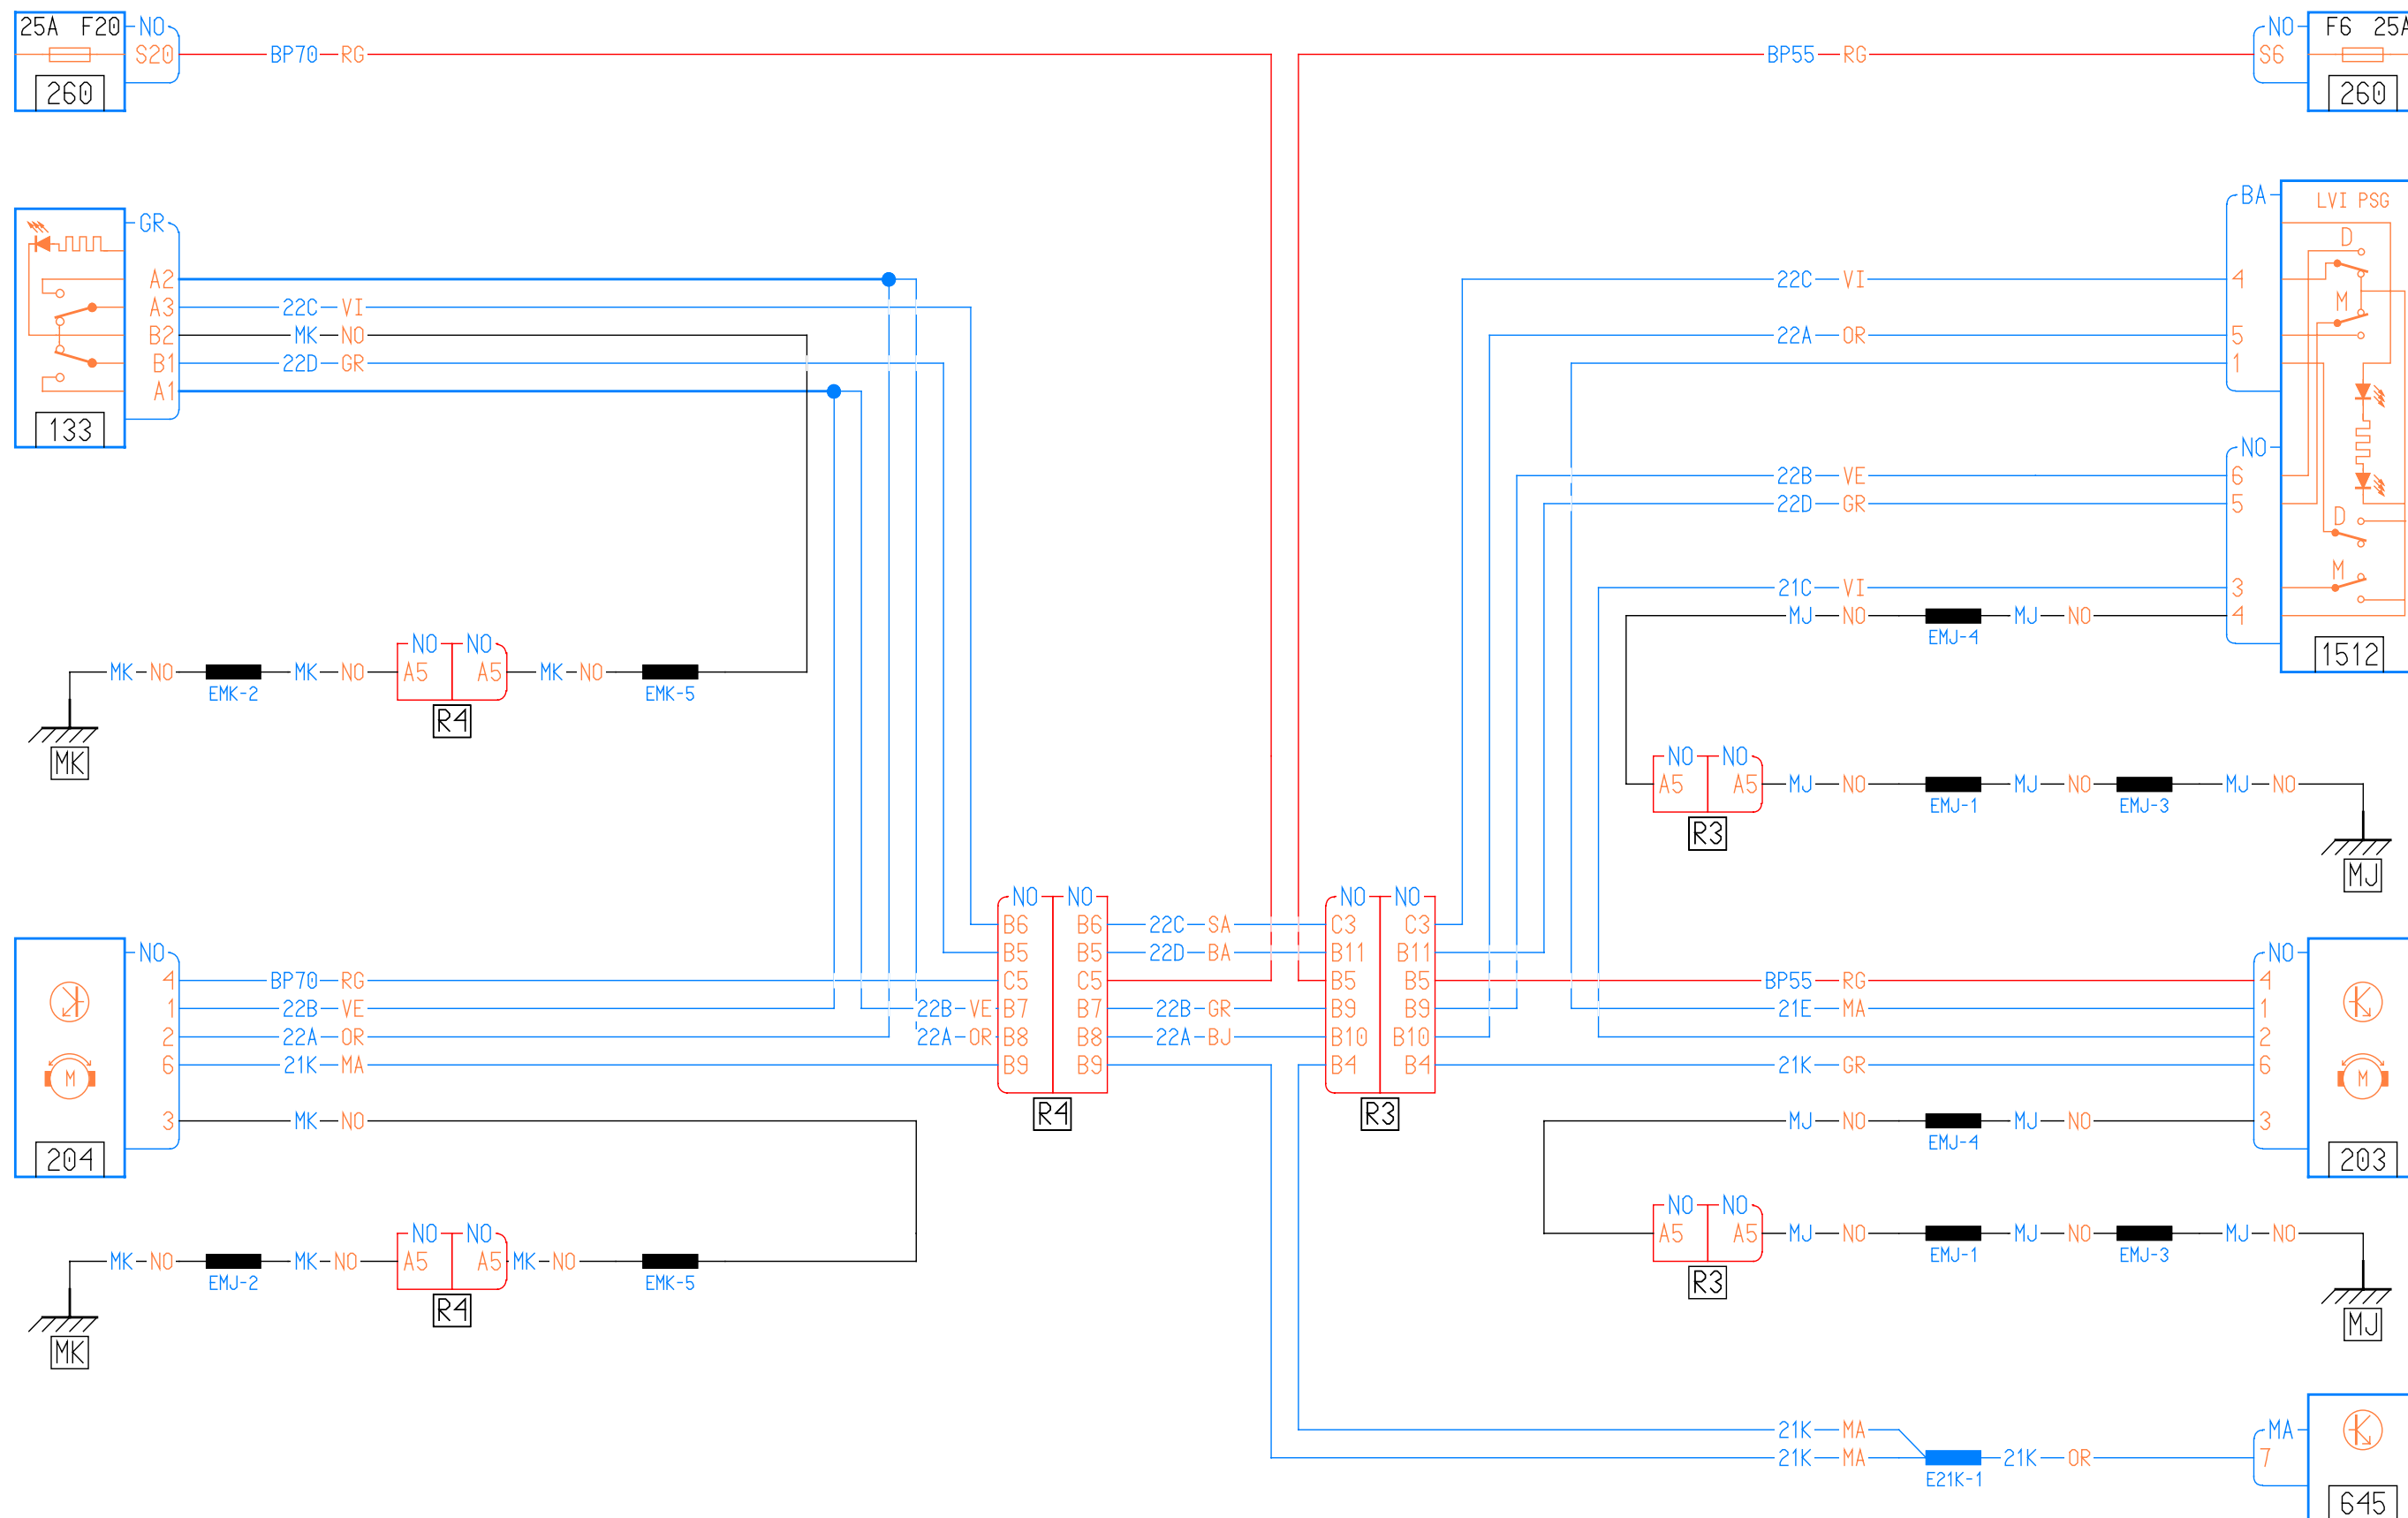 25A F20 NO NO F6 25A
S20 BP70 RG BP55 RG S6
260 260
BA LVI PSG
GR D
A2 22C VI 4
A3 22C VI M
B2 MK NO 22A OR 5
B1 22D GR 1
A1
133 NO
22B VE 6
22D GR 5
D
M
21C VI 3
MJ NO MJ NO 4
EMJ-4
NO NO 1512
MK NO MK NO A5 A5 MK NO
EMK-2 EMK-5
R4
MK NO NO
A5 A5 MJ NO MJ NO MJ NO
EMJ-1 EMJ-3
R3
MJ
NO NO NO NO
B6 B6 22C SA C3 C3
NO B5 B5 22D BA B11 B11 NO
4 BP70 RG C5 C5 B5 B5 BP55 RG 4
1 22B VE 22B VE B7 B7 22B GR B9 B9 21E MA 1
2 22A OR 22A OR B8 B8 22A BJ B10 B10 2
6 21K MA B9 B9 B4 B4 21K GR 6
M M
R4 R3
3 MK NO MJ NO MJ NO 3
EMJ-4
204 203
NO NO
NO NO A5 A5 MJ NO MJ NO MJ NO
MK NO MK NO A5 A5 MK NO EMJ-1 EMJ-3
EMJ-2 EMK-5 R3
R4
MK MJ
21K MA MA
21K MA 21K OR 7
E21K-1
645